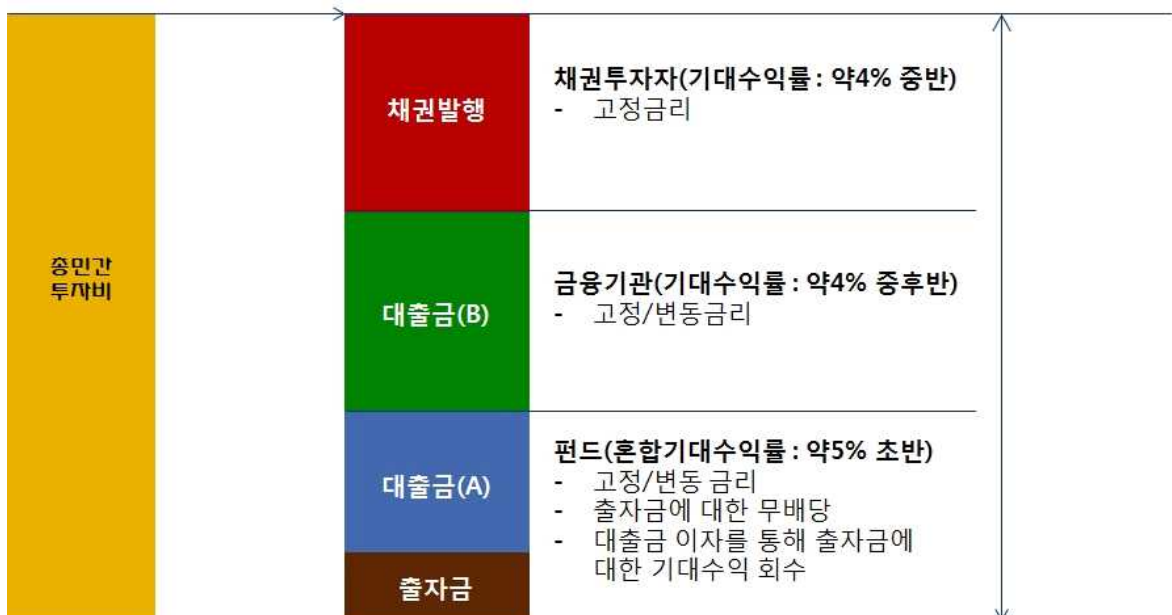 총민간
투자비
채권발행
채권투자자(기대수익률 : 약4% 중반)
- 고정금리
대출금(B)
금융기관(기대수익률 : 약4% 중후반)
- 고정/변동금리
대출금(A)
펀드(혼합기대수익률 : 약5% 초반)
- 고정/변동 금리
- 출자금에 대한 무배당
- 대출금 이자를 통해 출자금에
대한 기대수익 회수
출자금